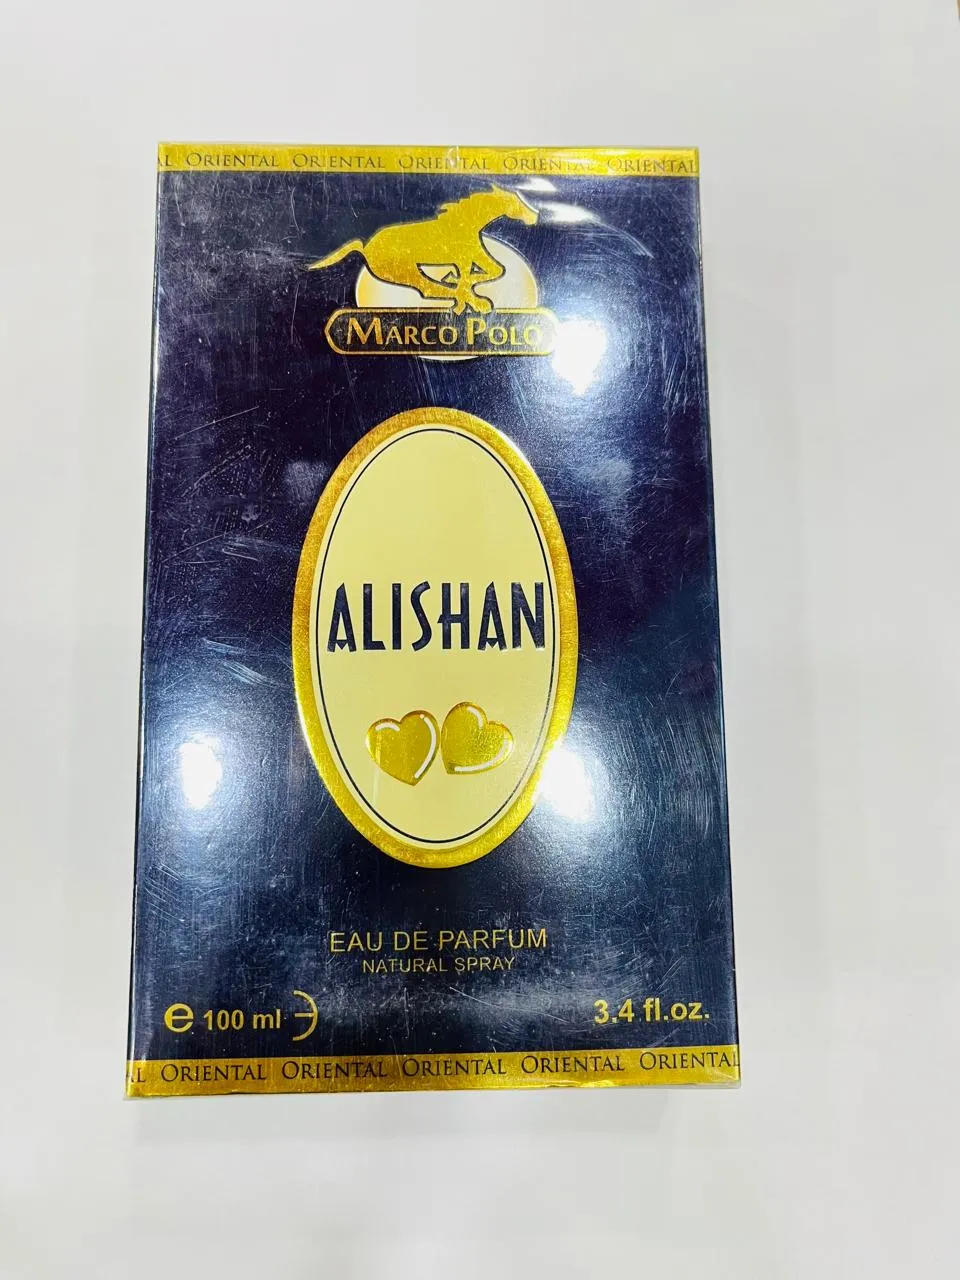 ORIENTAL ORIENTAL ORIENTAL ORIENTAL ORIENTAL
MARCO POLO
ALISHAN
EAU DE PARFUM
NATURAL SPRAY
e 100 ml 3.4 fl.oz.
AL ORIENTAL ORIENTAL ORIENTAL ORIENTAL ORIENTAL